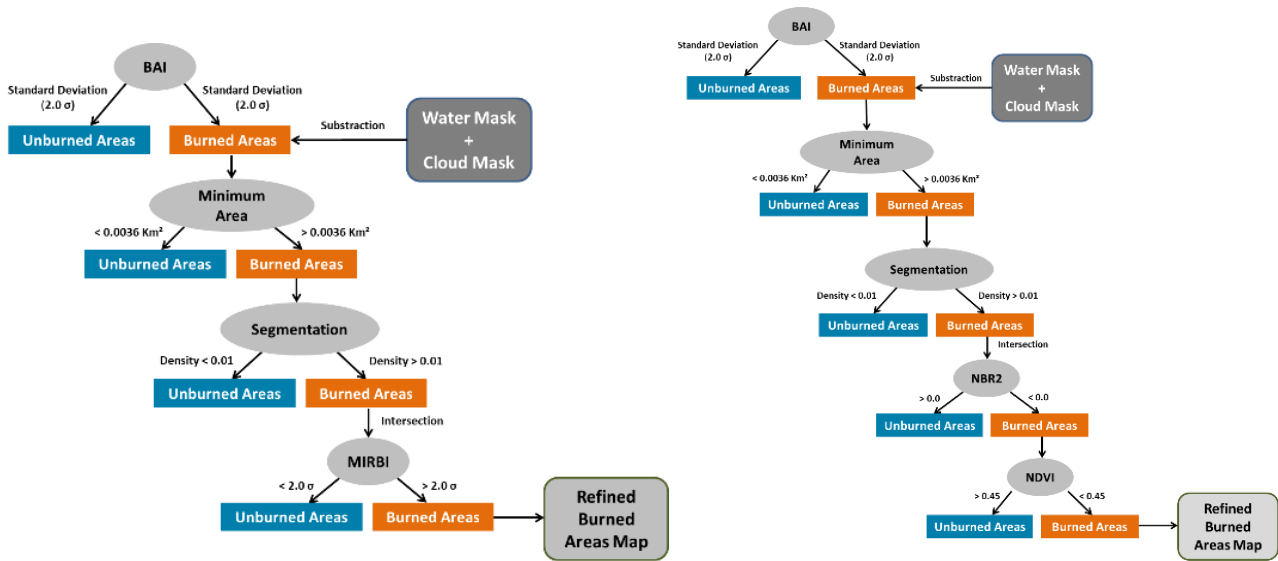 BAI
Standard Deviation
(2.0 σ)
Standard Deviation
(2.0 σ)
Unburned Areas
Burned Areas
Substraction
Water Mask
+
Cloud Mask
Minimum
Area
< 0.0036 Km²
> 0.0036 Km²
Unburned Areas
Burned Areas
Segmentation
Density < 0.01
Density > 0.01
Unburned Areas
Burned Areas
Intersection
MIRBI
< 2.0 σ
> 2.0 σ
Unburned Areas
Burned Areas
Refined
Burned
Areas Map
BAI
Standard Deviation
(2.0 σ)
Standard Deviation
(2.0 σ)
Unburned Areas
Burned Areas
Substraction
Water Mask
+
Cloud Mask
Minimum
Area
< 0.0036 Km²
> 0.0036 Km²
Unburned Areas
Burned Areas
Segmentation
Density < 0.01
Density > 0.01
Unburned Areas
Burned Areas
Intersection
NBR2
> 0.0
< 0.0
Unburned Areas
Burned Areas
NDVI
> 0.45
< 0.45
Unburned Areas
Burned Areas
Refined
Burned
Areas Map